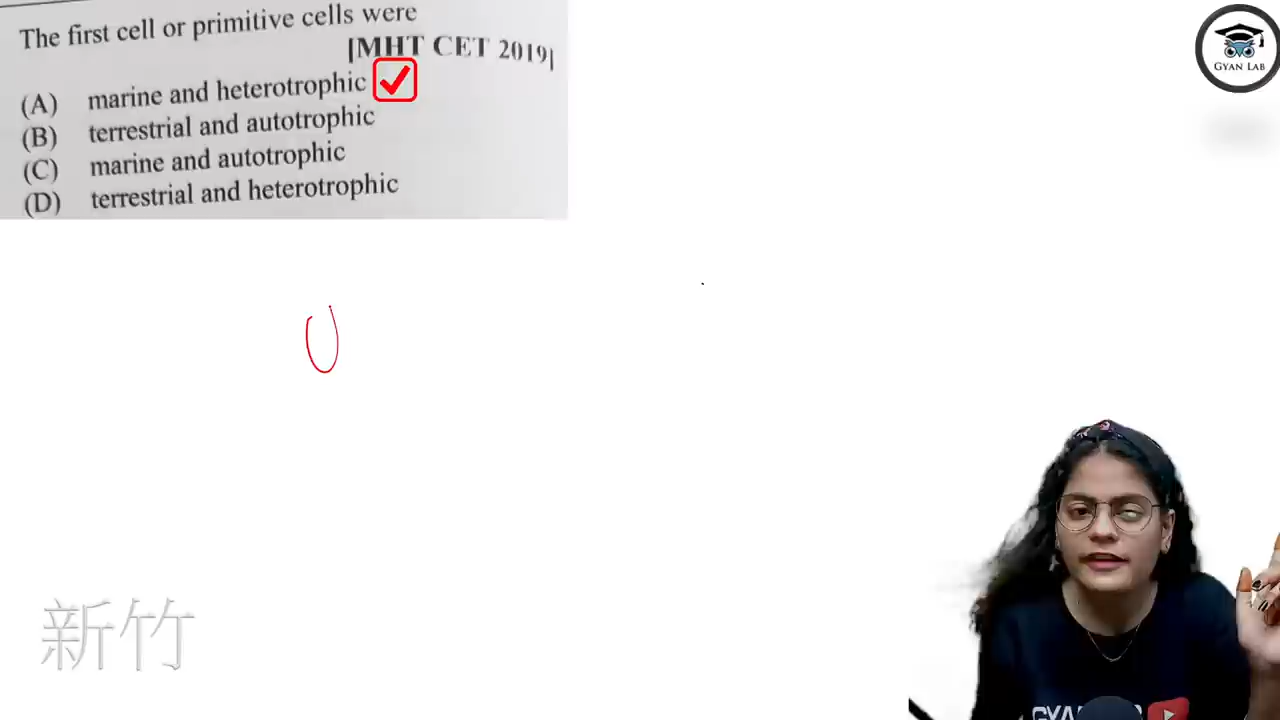 The first cell or primitive cells were
[MHT CET 2019]
(A) marine and heterotrophic
(B) terrestrial and autotrophic
(C) marine and autotrophic
(D) terrestrial and heterotrophic
GYAN LAB
新竹